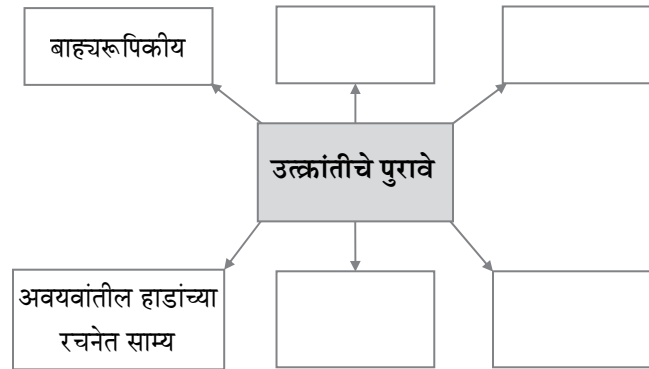 बाह्यरूपिकीय
उत्क्रांतीचे पुरावे
अवयवांतील हाडांच्या
रचनेत साम्य